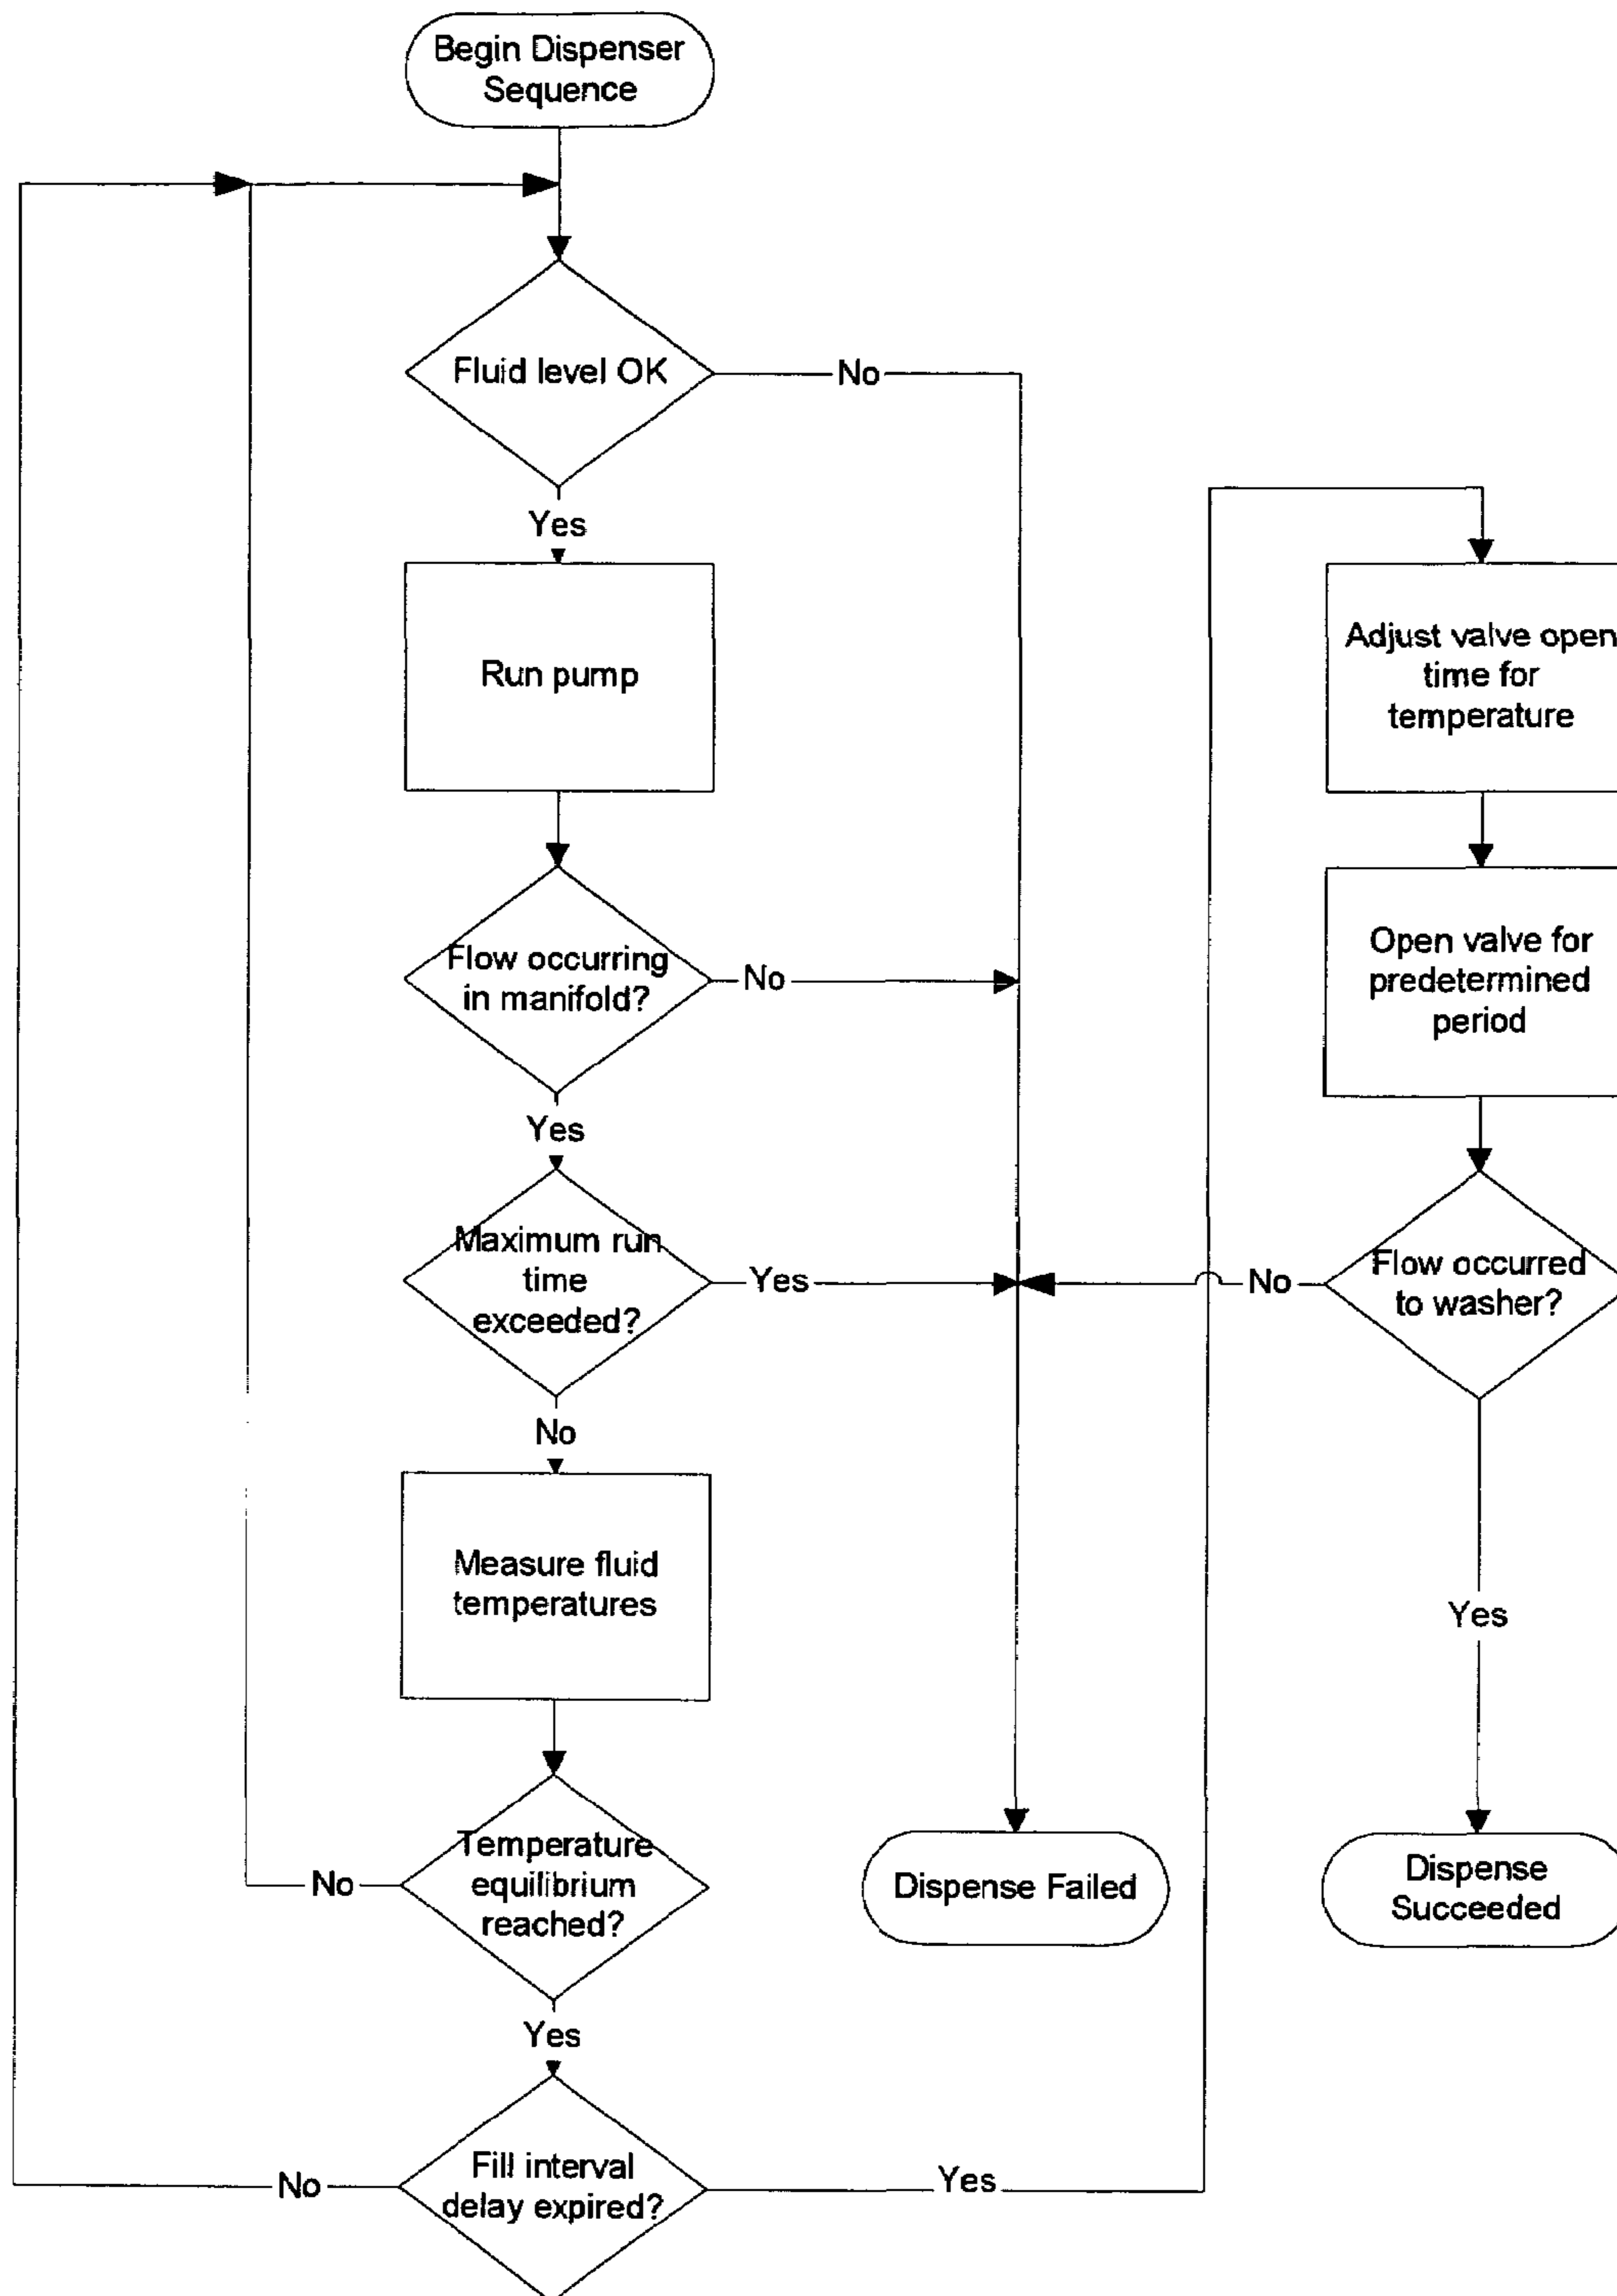 Begin Dispenser
Sequence
Fluid level OK
No
Yes
Run pump
Flow occurring
in manifold?
No
Yes
Maximum run
time
exceeded?
Yes
No
Measure fluid
temperatures
Temperature
equilibrium
reached?
No
Yes
Fill interval
delay expired?
No
Yes
Adjust valve open
time for
temperature
Open valve for
predetermined
period
Flow occurred
to washer?
No
Yes
Dispense Failed
Dispense
Succeeded